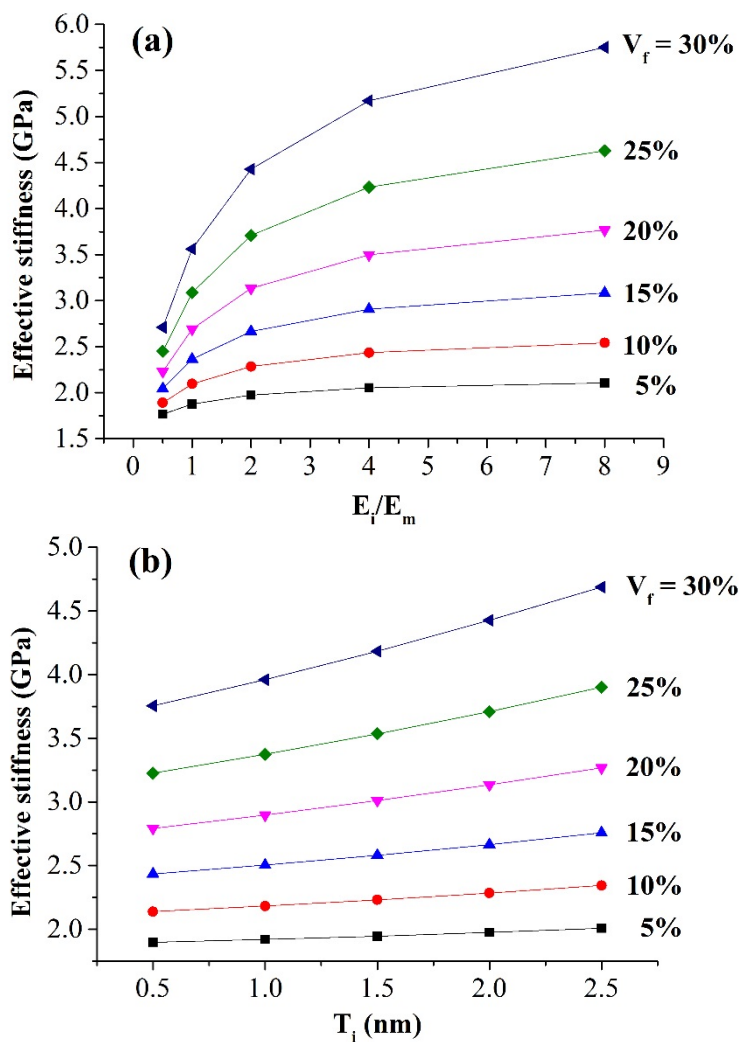 (a)
V_f = 30%
25%
20%
15%
10%
5%
6.0
5.5
5.0
4.5
4.0
3.5
3.0
2.5
2.0
1.5
Effective stiffness (GPa)
0 1 2 3 4 5 6 7 8 9
E_i/E_m
(b)
V_f = 30%
25%
20%
15%
10%
5%
5.0
4.5
4.0
3.5
3.0
2.5
2.0
Effective stiffness (GPa)
0.5 1.0 1.5 2.0 2.5
T_i (nm)